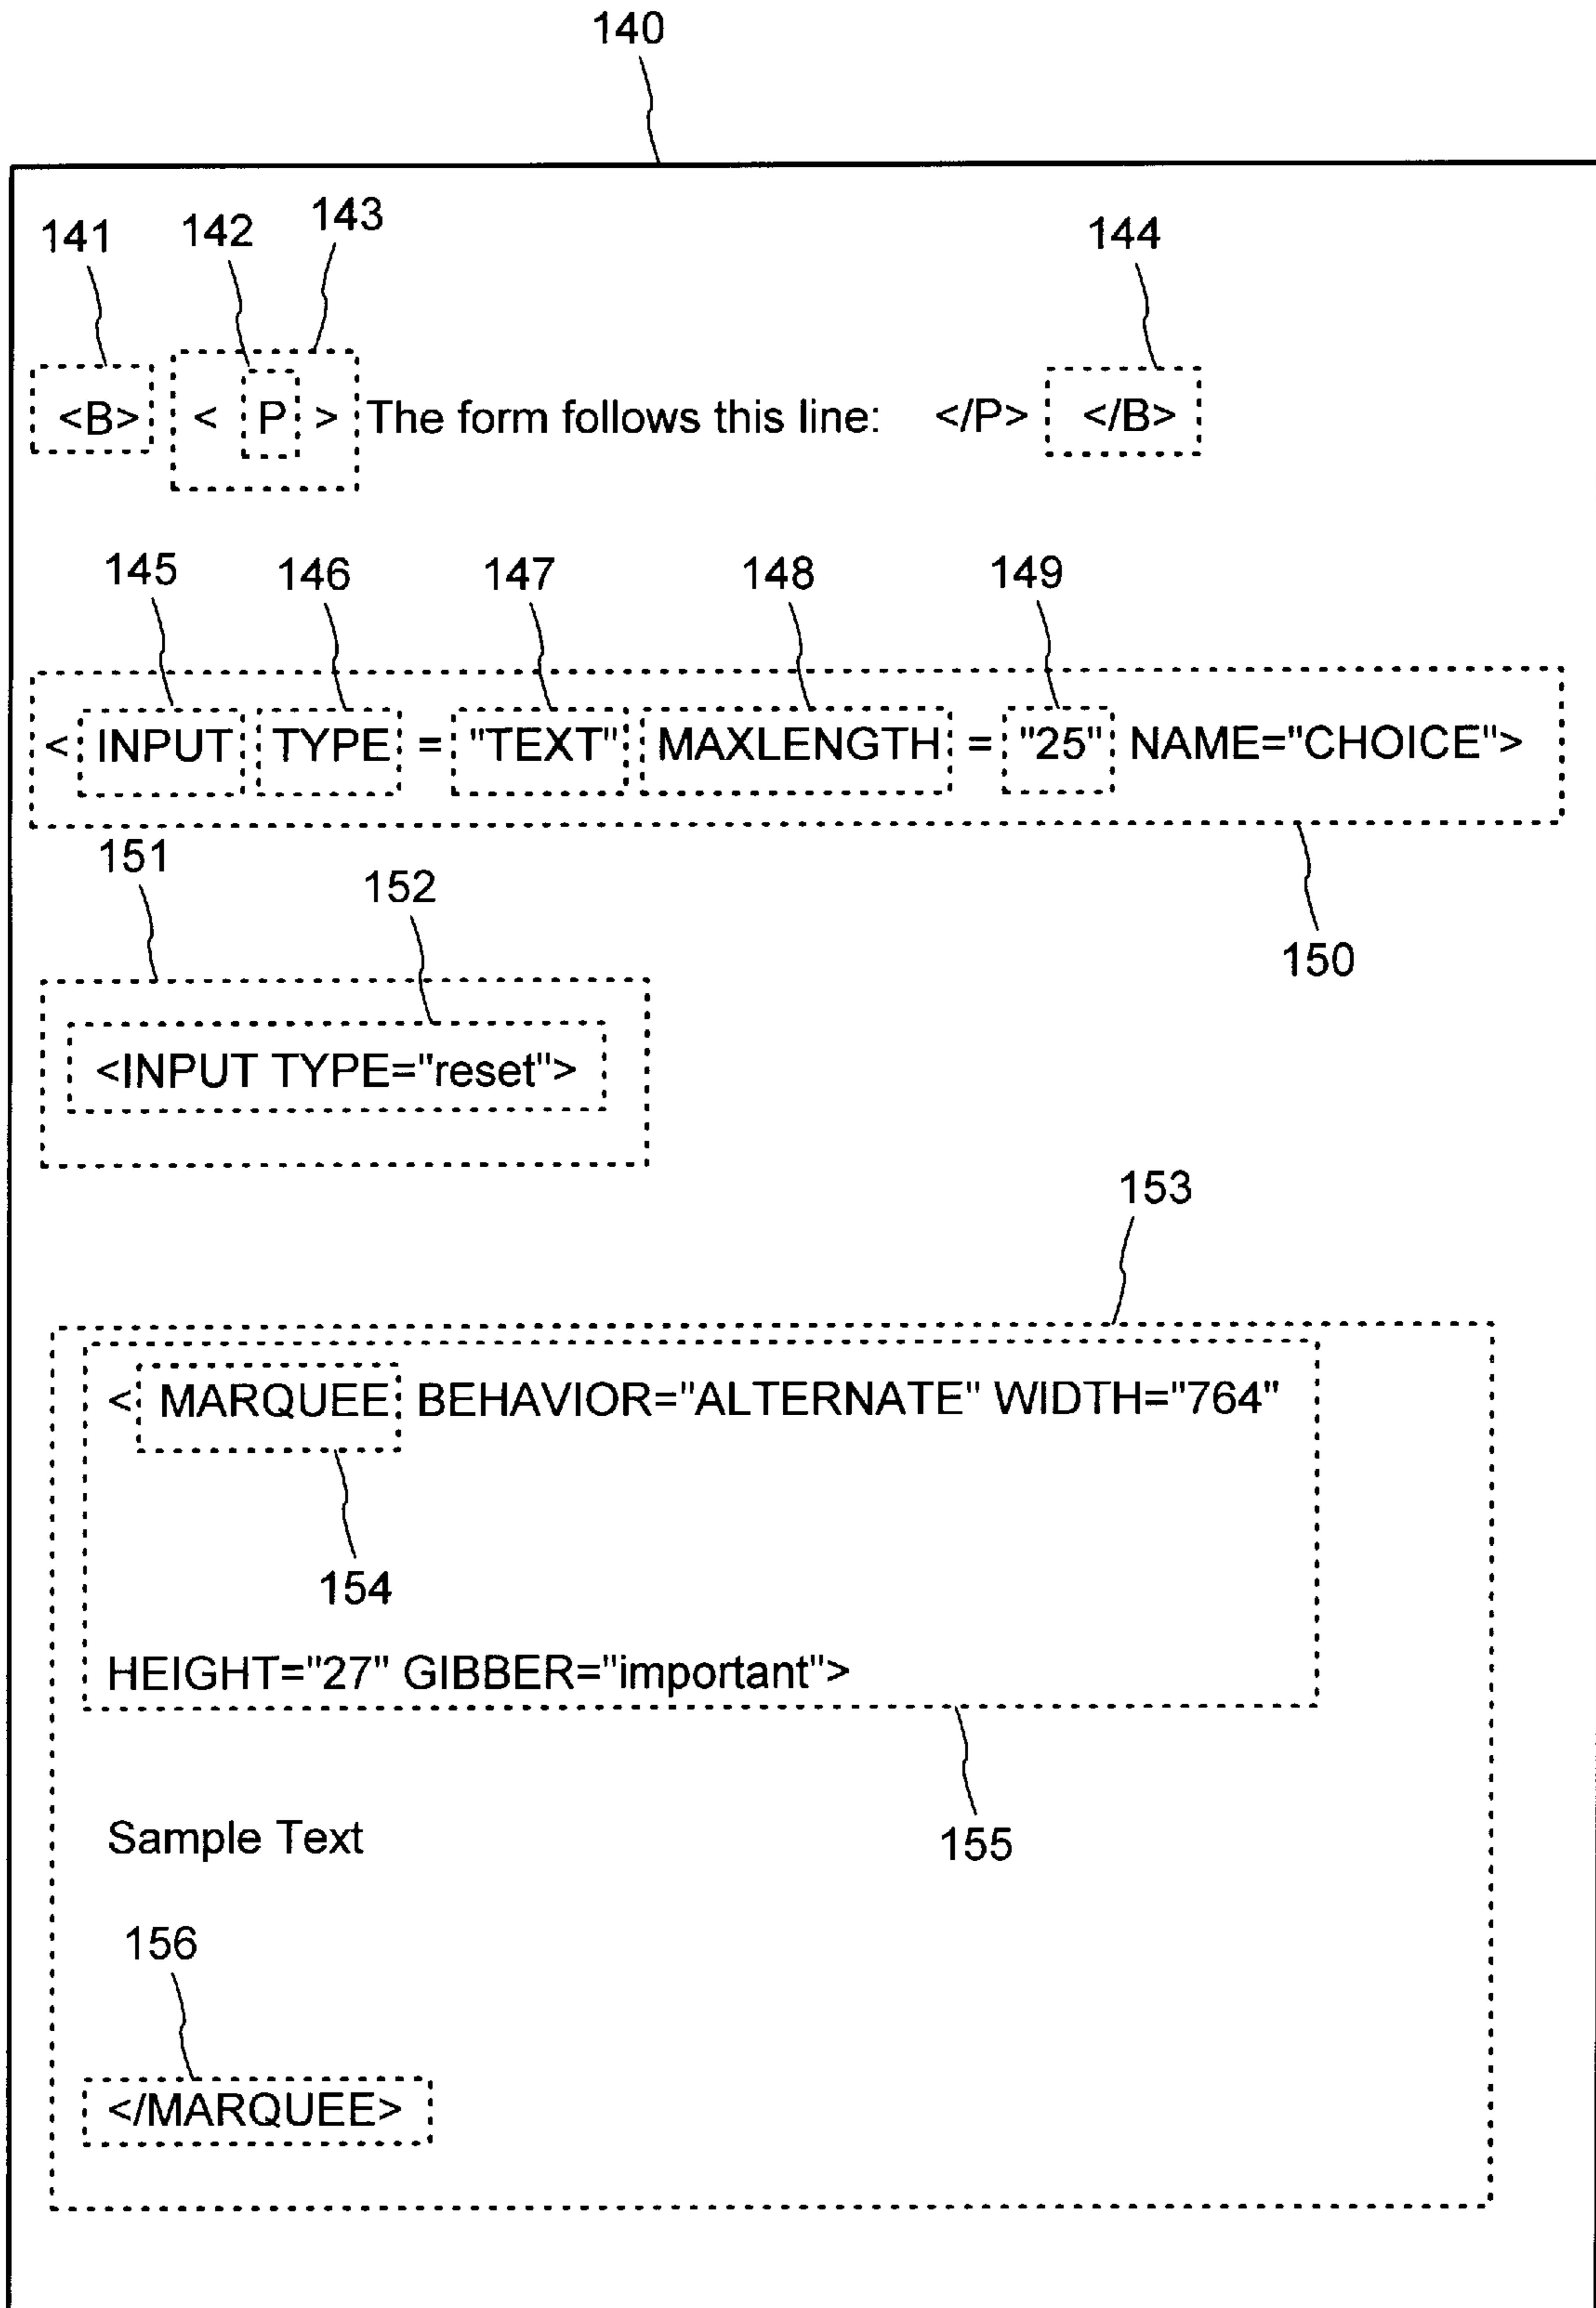 140
141 142 143 144
<B> < P > The form follows this line: </P> </B>
145 146 147 148 149
< INPUT TYPE = "TEXT" MAXLENGTH = "25" NAME="CHOICE">
150
151
152
<INPUT TYPE="reset">
153
< MARQUEE BEHAVIOR="ALTERNATE" WIDTH="764"
154
HEIGHT="27" GIBBER="important">
155
Sample Text
156
</MARQUEE>